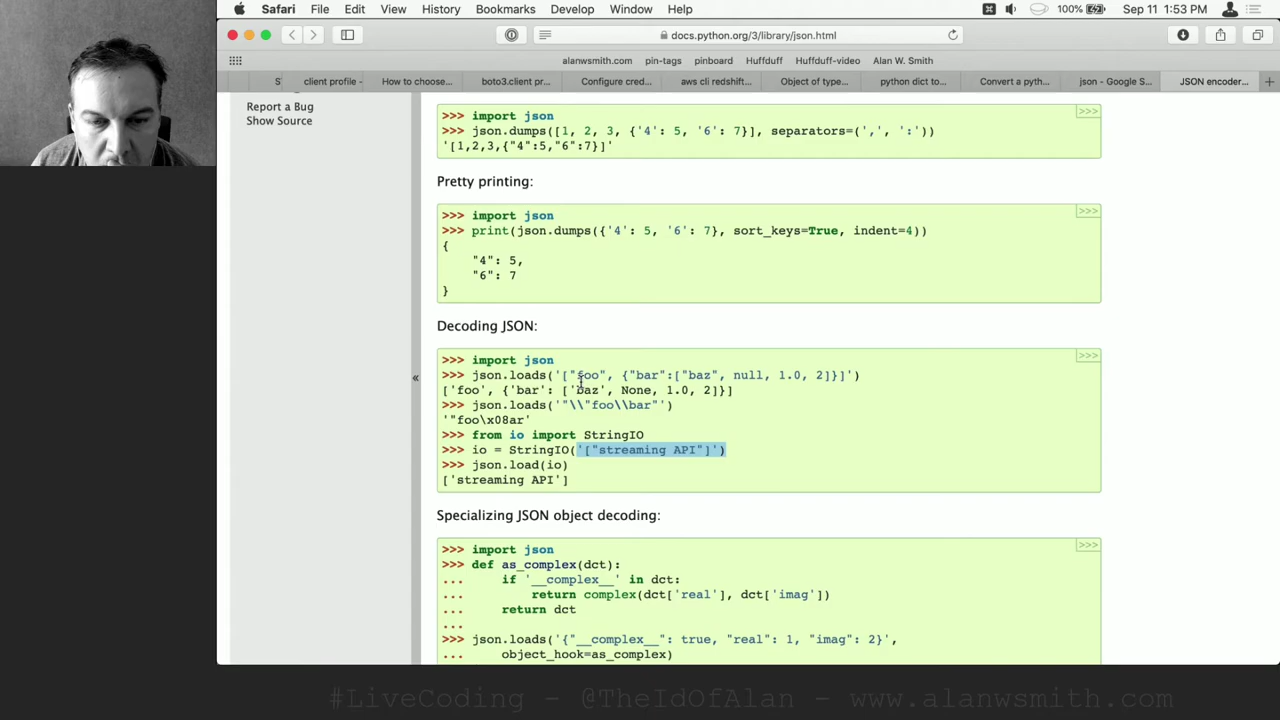 Safari File Edit View History Bookmarks Develop Window Help 100% Sep 11 1:53 PM
docs.python.org/3/library/json.html
alanwsmith.com pin-tags pinboard Huffduff Huffduff-video Alan W. Smith
S client profile - How to choose... boto3.client pr... Configure cred... aws cli redshift... Object of type... python dict to... Convert a pyth... json - Google S... JSON encoder...
Report a Bug
Show Source
«
>>> import json
>>> json.dumps([1, 2, 3, {'4': 5, '6': 7}], separators=(',', ':'))
'[1,2,3,{"4":5,"6":7}]'
>>>
Pretty printing:
>>> import json
>>> print(json.dumps({'4': 5, '6': 7}, sort_keys=True, indent=4))
{
    "4": 5,
    "6": 7
}
>>>
Decoding JSON:
>>> import json
>>> json.loads('["foo", {"bar":["baz", null, 1.0, 2]}]')
['foo', {'bar': ['baz', None, 1.0, 2]}]
>>> json.loads('"\\"foo\\bar"')
'"foo\x08ar'
>>> from io import StringIO
>>> io = StringIO('["streaming API"]')
>>> json.load(io)
['streaming API']
>>>
Specializing JSON object decoding:
>>> import json
>>> def as_complex(dct):
...     if '__complex__' in dct:
...         return complex(dct['real'], dct['imag'])
...     return dct
...
>>> json.loads('{"__complex__": true, "real": 1, "imag": 2}',
...     object_hook=as_complex)
>>>
#LiveCoding - @TheIdOfAlan - www.alanwsmith.com